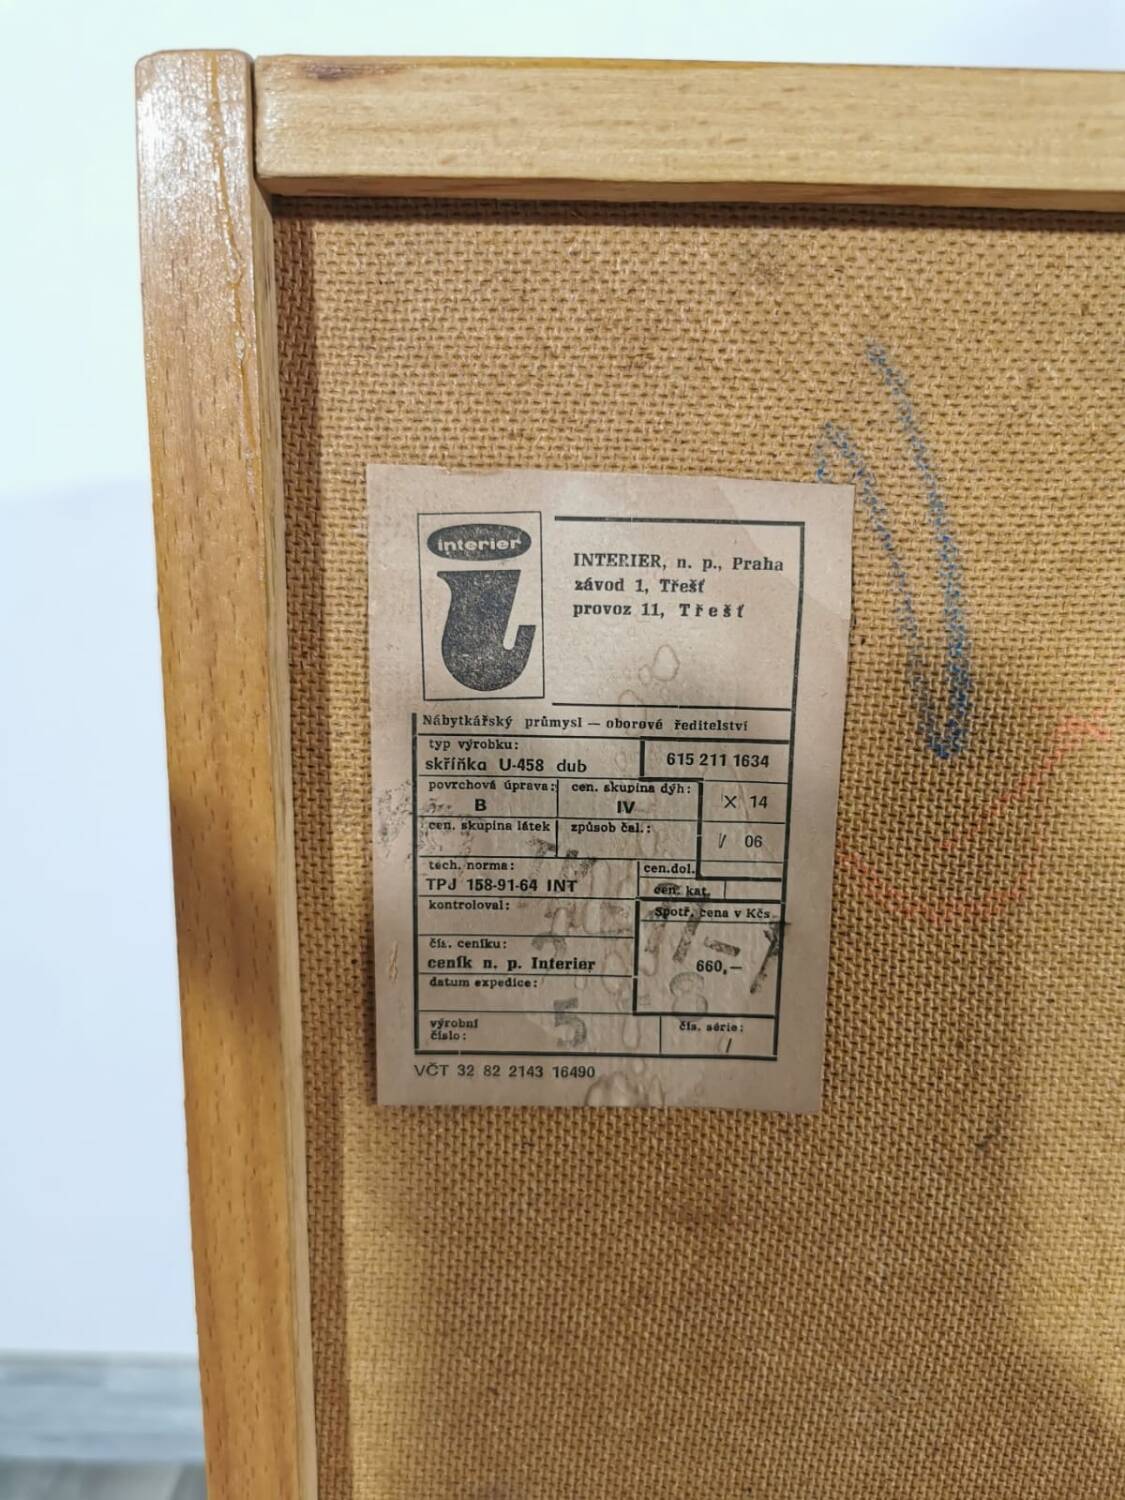 interier
INTERIER, n. p., Praha
závod 1, Třešť
provoz 11, Třešť
Nábytkářský průmysl — oborové ředitelství
typ výrobku:
skříňka U-458 dub
615 211 1634
povrchová úprava:
B
cen. skupina dýh:
IV
X 14
cen. skupina látek
způsob čal.:
/ 06
tech. norma:
TPJ 158-91-64 INT
cen.dol.
cen. kat.
kontroloval:
Spotř. cena v Kčs
660,—
čís. ceníku:
ceník n. p. Interier
datum expedice:
výrobní
číslo:
5
čís. série:
/
VČT 32 82 2143 16490